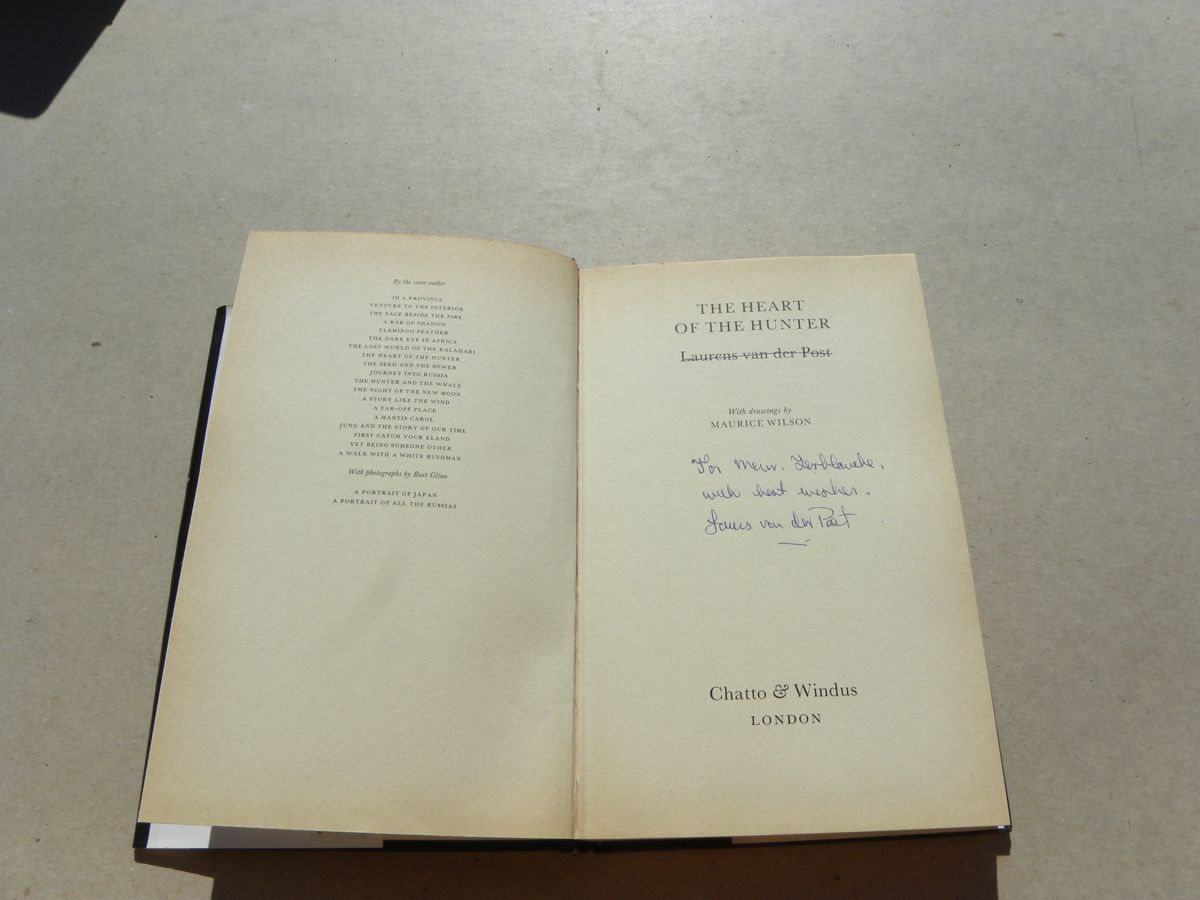 By the same author
IN A PROVINCE
VENTURE TO THE INTERIOR
THE FACE BESIDE THE FIRE
A BAR OF SHADOW
FLAMINGO FEATHER
THE DARK EYE IN AFRICA
THE LOST WORLD OF THE KALAHARI
THE HEART OF THE HUNTER
THE SEED AND THE SOWER
JOURNEY INTO RUSSIA
THE HUNTER AND THE WHALE
THE NIGHT OF THE NEW MOON
A STORY LIKE THE WIND
A FAR-OFF PLACE
A MANTIS CAROL
JUNG AND THE STORY OF OUR TIME
FIRST CATCH YOUR ELAND
YET BEING SOMEONE OTHER
A WALK WITH A WHITE BUSHMAN
With photographs by Burt Glinn
A PORTRAIT OF JAPAN
A PORTRAIT OF ALL THE RUSSIAS
THE HEART
OF THE HUNTER
Laurens van der Post
With drawings by
MAURICE WILSON
For Mevr. Terblanche,
with best wishes.
Laurens van der Post
Chatto & Windus
LONDON